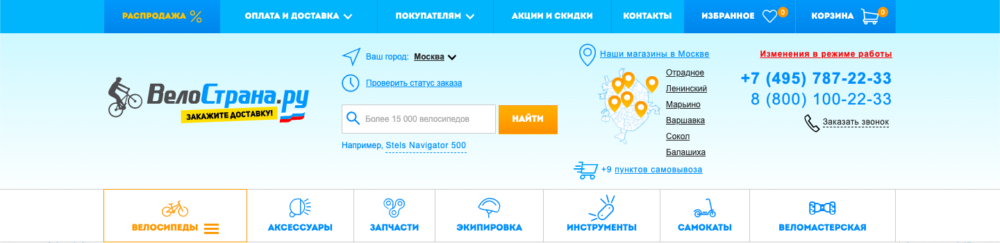 РАСПРОДАЖА
ОПЛАТА И ДОСТАВКА
ПОКУПАТЕЛЯМ
АКЦИИ И СКИДКИ
КОНТАКТЫ
ИЗБРАННОЕ 0
КОРЗИНА 0
ВелоСтрана.ру
ЗАКАЖИТЕ ДОСТАВКУ!
Ваш город: Москва
Проверить статус заказа
Более 15 000 велосипедов
НАЙТИ
Например, Stels Navigator 500
Наши магазины в Москве
Отрадное
Ленинский
Марьино
Варшавка
Сокол
Балашиха
+9 пунктов самовывоза
Изменения в режиме работы
+7 (495) 787-22-33
8 (800) 100-22-33
Заказать звонок
ВЕЛОСИПЕДЫ
АКСЕССУАРЫ
ЗАПЧАСТИ
ЭКИПИРОВКА
ИНСТРУМЕНТЫ
САМОКАТЫ
ВЕЛОМАСТЕРСКАЯ